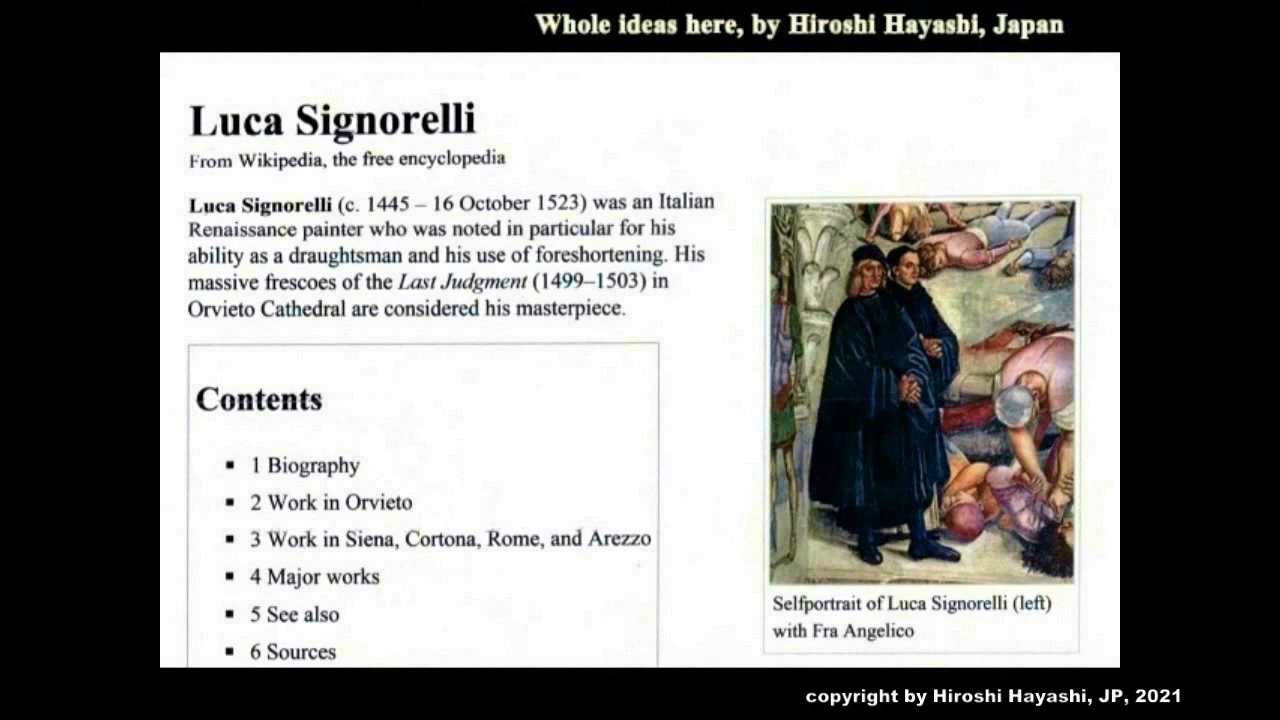 Whole ideas here, by Hiroshi Hayashi, Japan
Luca Signorelli
From Wikipedia, the free encyclopedia
Luca Signorelli (c. 1445 – 16 October 1523) was an Italian
Renaissance painter who was noted in particular for his
ability as a draughtsman and his use of foreshortening. His
massive frescoes of the Last Judgment (1499–1503) in
Orvieto Cathedral are considered his masterpiece.
Contents
▪ 1 Biography
▪ 2 Work in Orvieto
▪ 3 Work in Siena, Cortona, Rome, and Arezzo
▪ 4 Major works
▪ 5 See also
▪ 6 Sources
Selfportrait of Luca Signorelli (left)
with Fra Angelico
copyright by Hiroshi Hayashi, JP, 2021